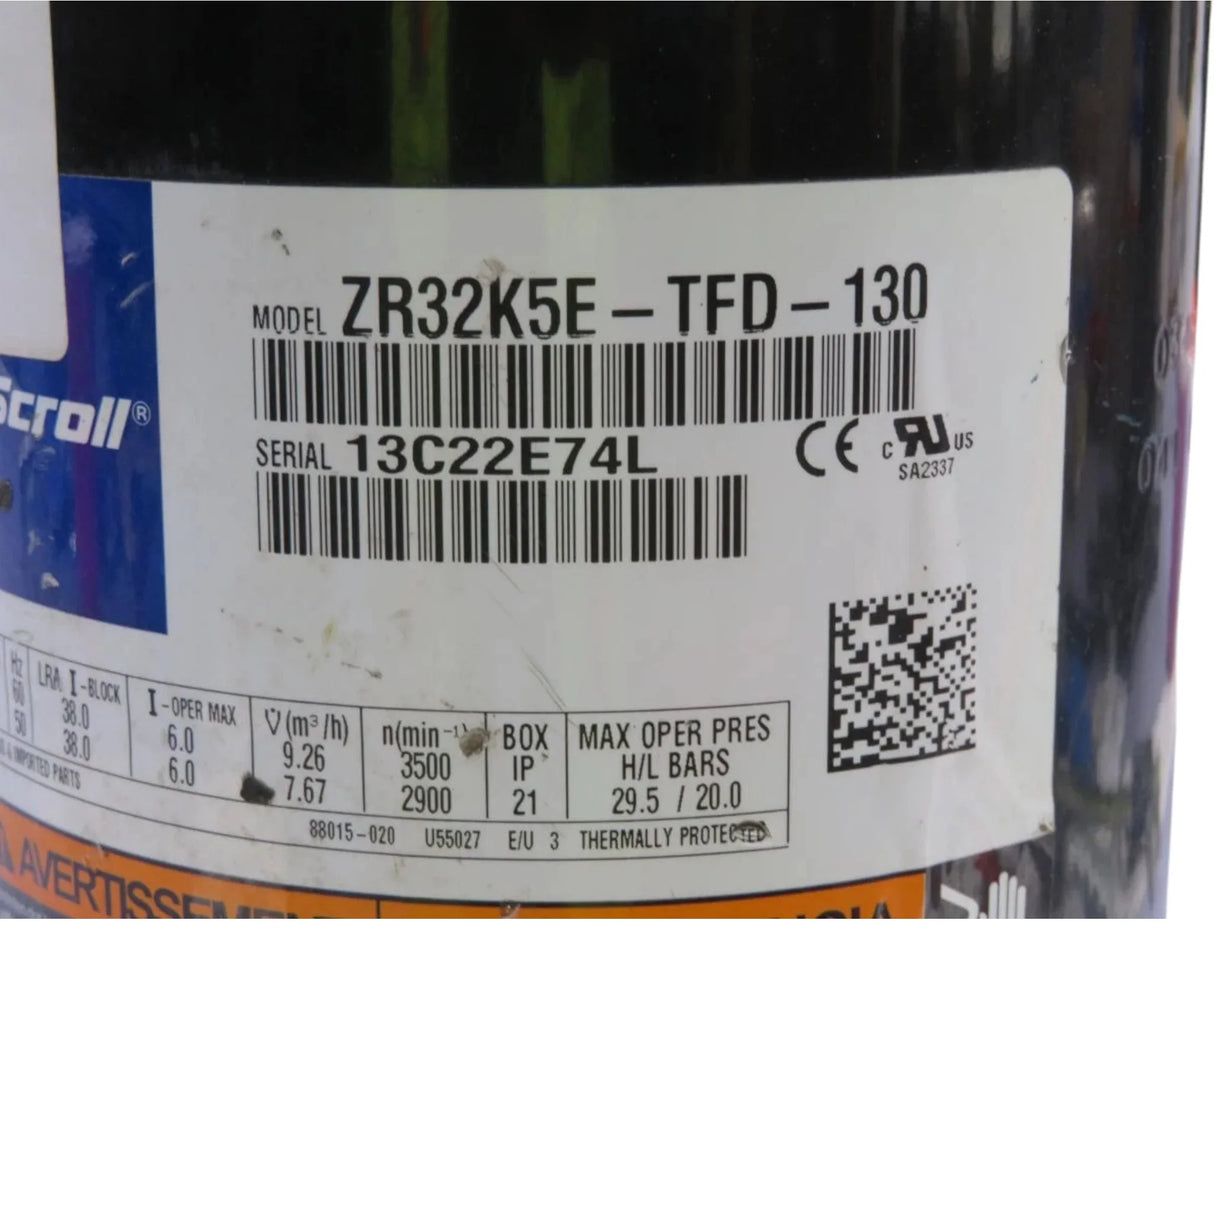 MODEL ZR32K5E-TFD-130
Scroll®
SERIAL 13C22E74L
CE c RU US
SA2337
Hz LRA I-BLOCK I-OPER MAX V̇(m³/h) n(min⁻¹) BOX MAX OPER PRES
60 38.0 6.0 9.26 3500 IP H/L BARS
50 38.0 6.0 7.67 2900 21 29.5 / 20.0
& IMPORTED PARTS
88015-020 U55027 E/U 3 THERMALLY PROTECTED
AVERTISSEMENT